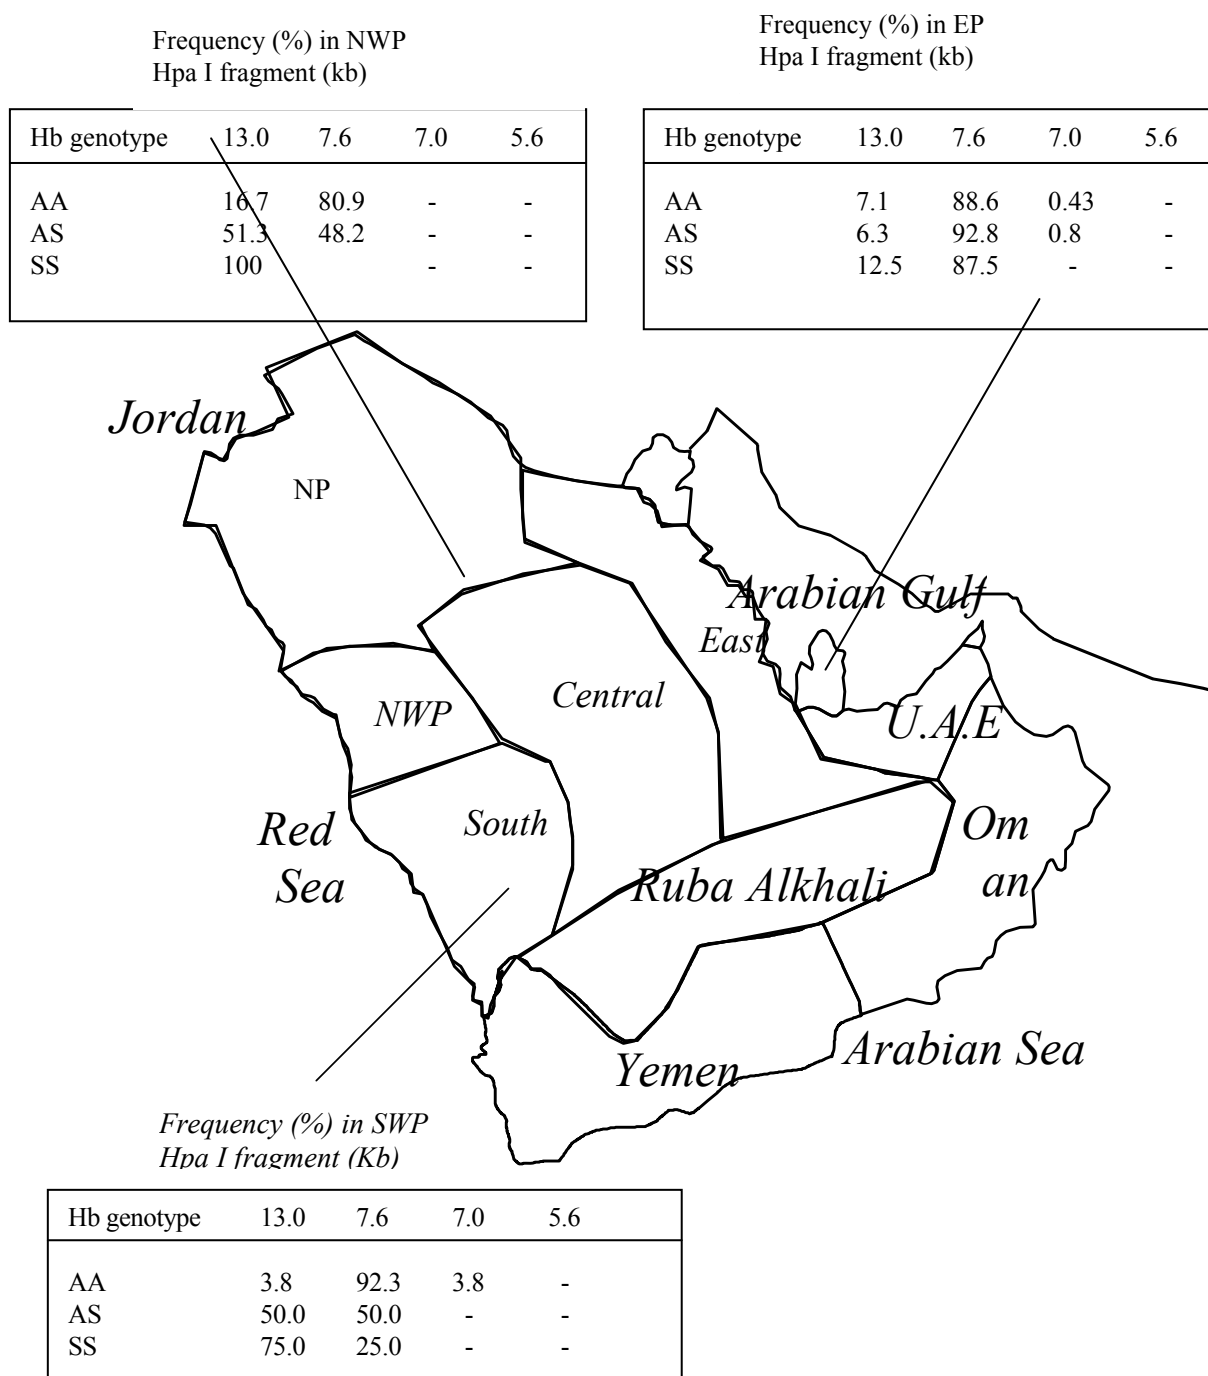 Frequency (%) in NWP
Hpa I fragment (kb)
Frequency (%) in EP
Hpa I fragment (kb)
Hb genotype 13.0 7.6 7.0 5.6
AA 16.7 80.9 - -
AS 51.3 48.2 - -
SS 100 - -
Hb genotype 13.0 7.6 7.0 5.6
AA 7.1 88.6 0.43 -
AS 6.3 92.8 0.8 -
SS 12.5 87.5 - -
Jordan
NP
Arabian Gulf
East
Central
NWP
U.A.E
Red
Sea
South
Om
an
Ruba Alkhali
Yemen
Arabian Sea
Frequency (%) in SWP
Hpa I fragment (Kb)
Hb genotype 13.0 7.6 7.0 5.6
AA 3.8 92.3 3.8 -
AS 50.0 50.0 - -
SS 75.0 25.0 - -